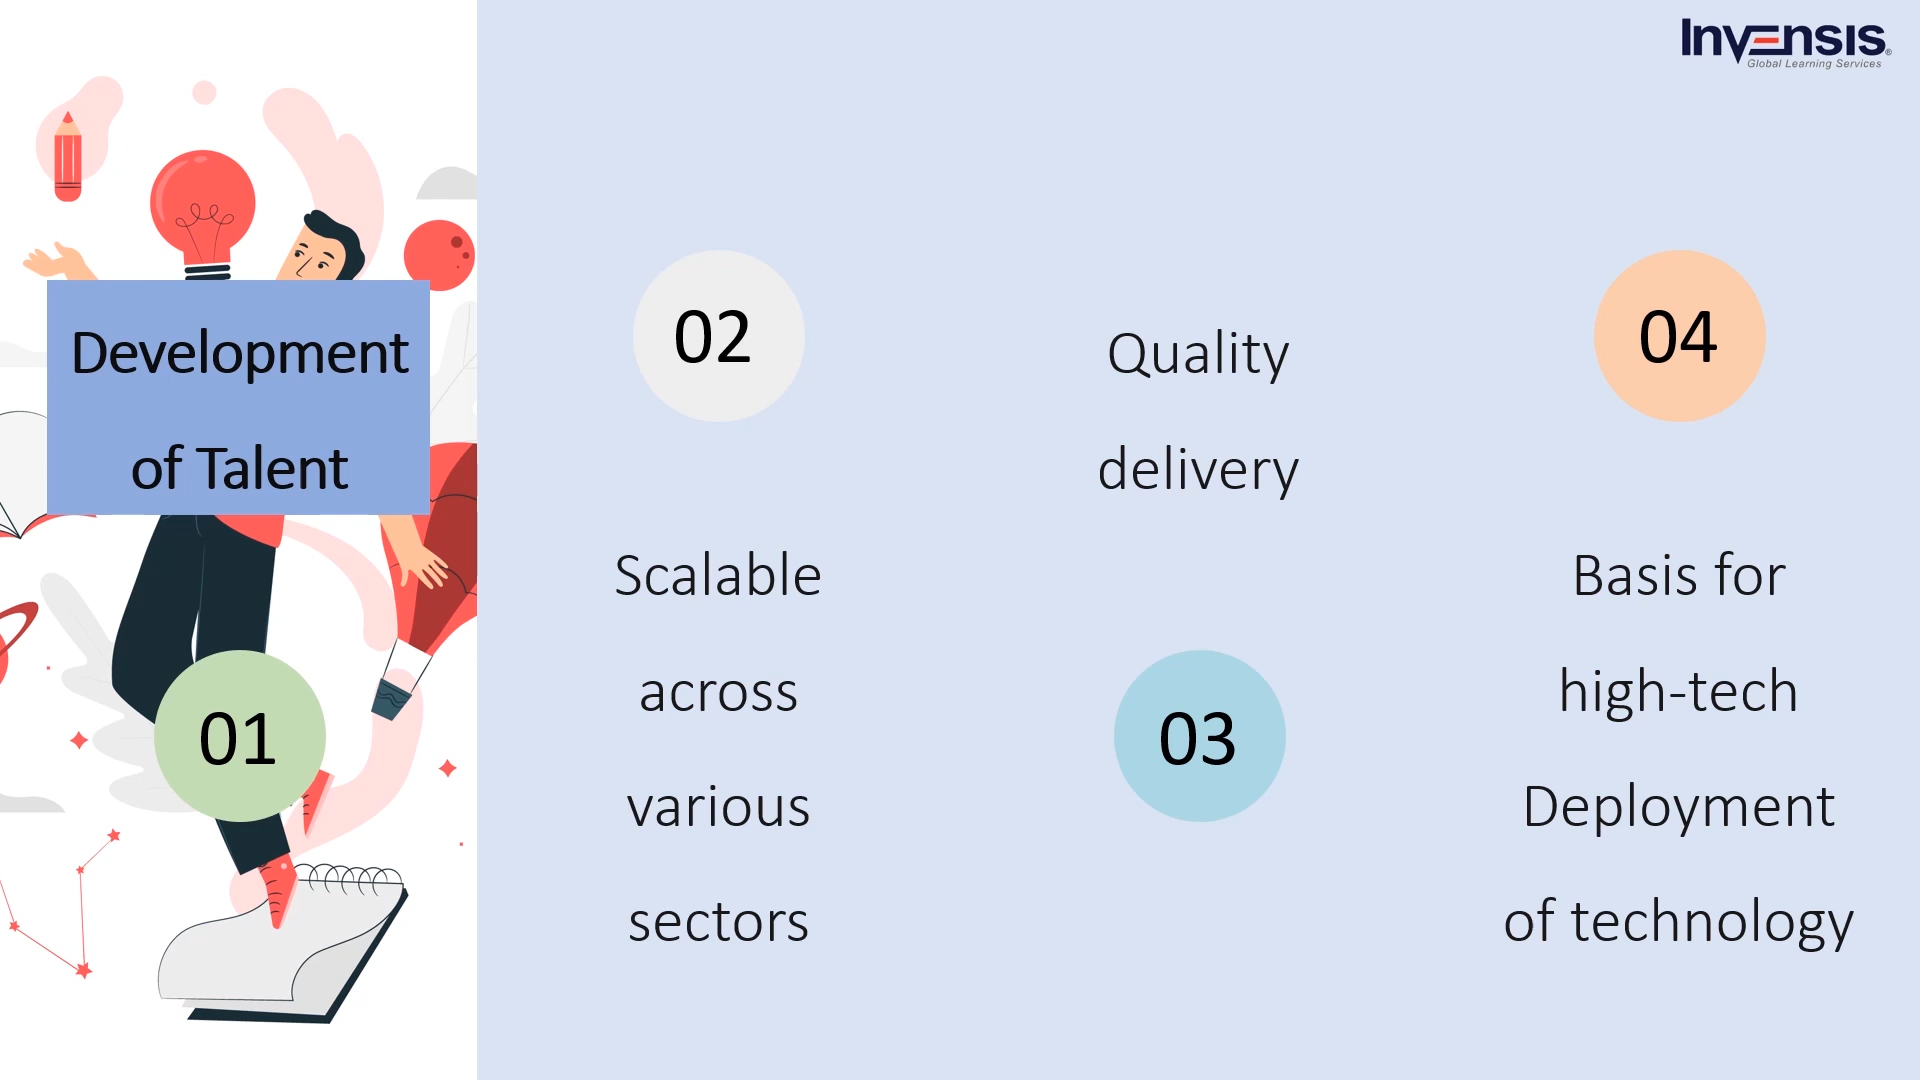 Invensis®
Global Learning Services
Development
of Talent
01
02
Scalable
across
various
sectors
Quality
delivery
03
04
Basis for
high-tech
Deployment
of technology